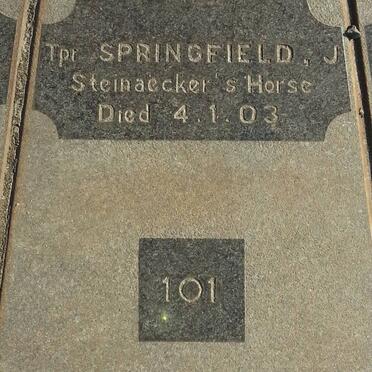 Tpr SPRINGFIELD, J
Steinaecker's Horse
Died 4.1.03
101